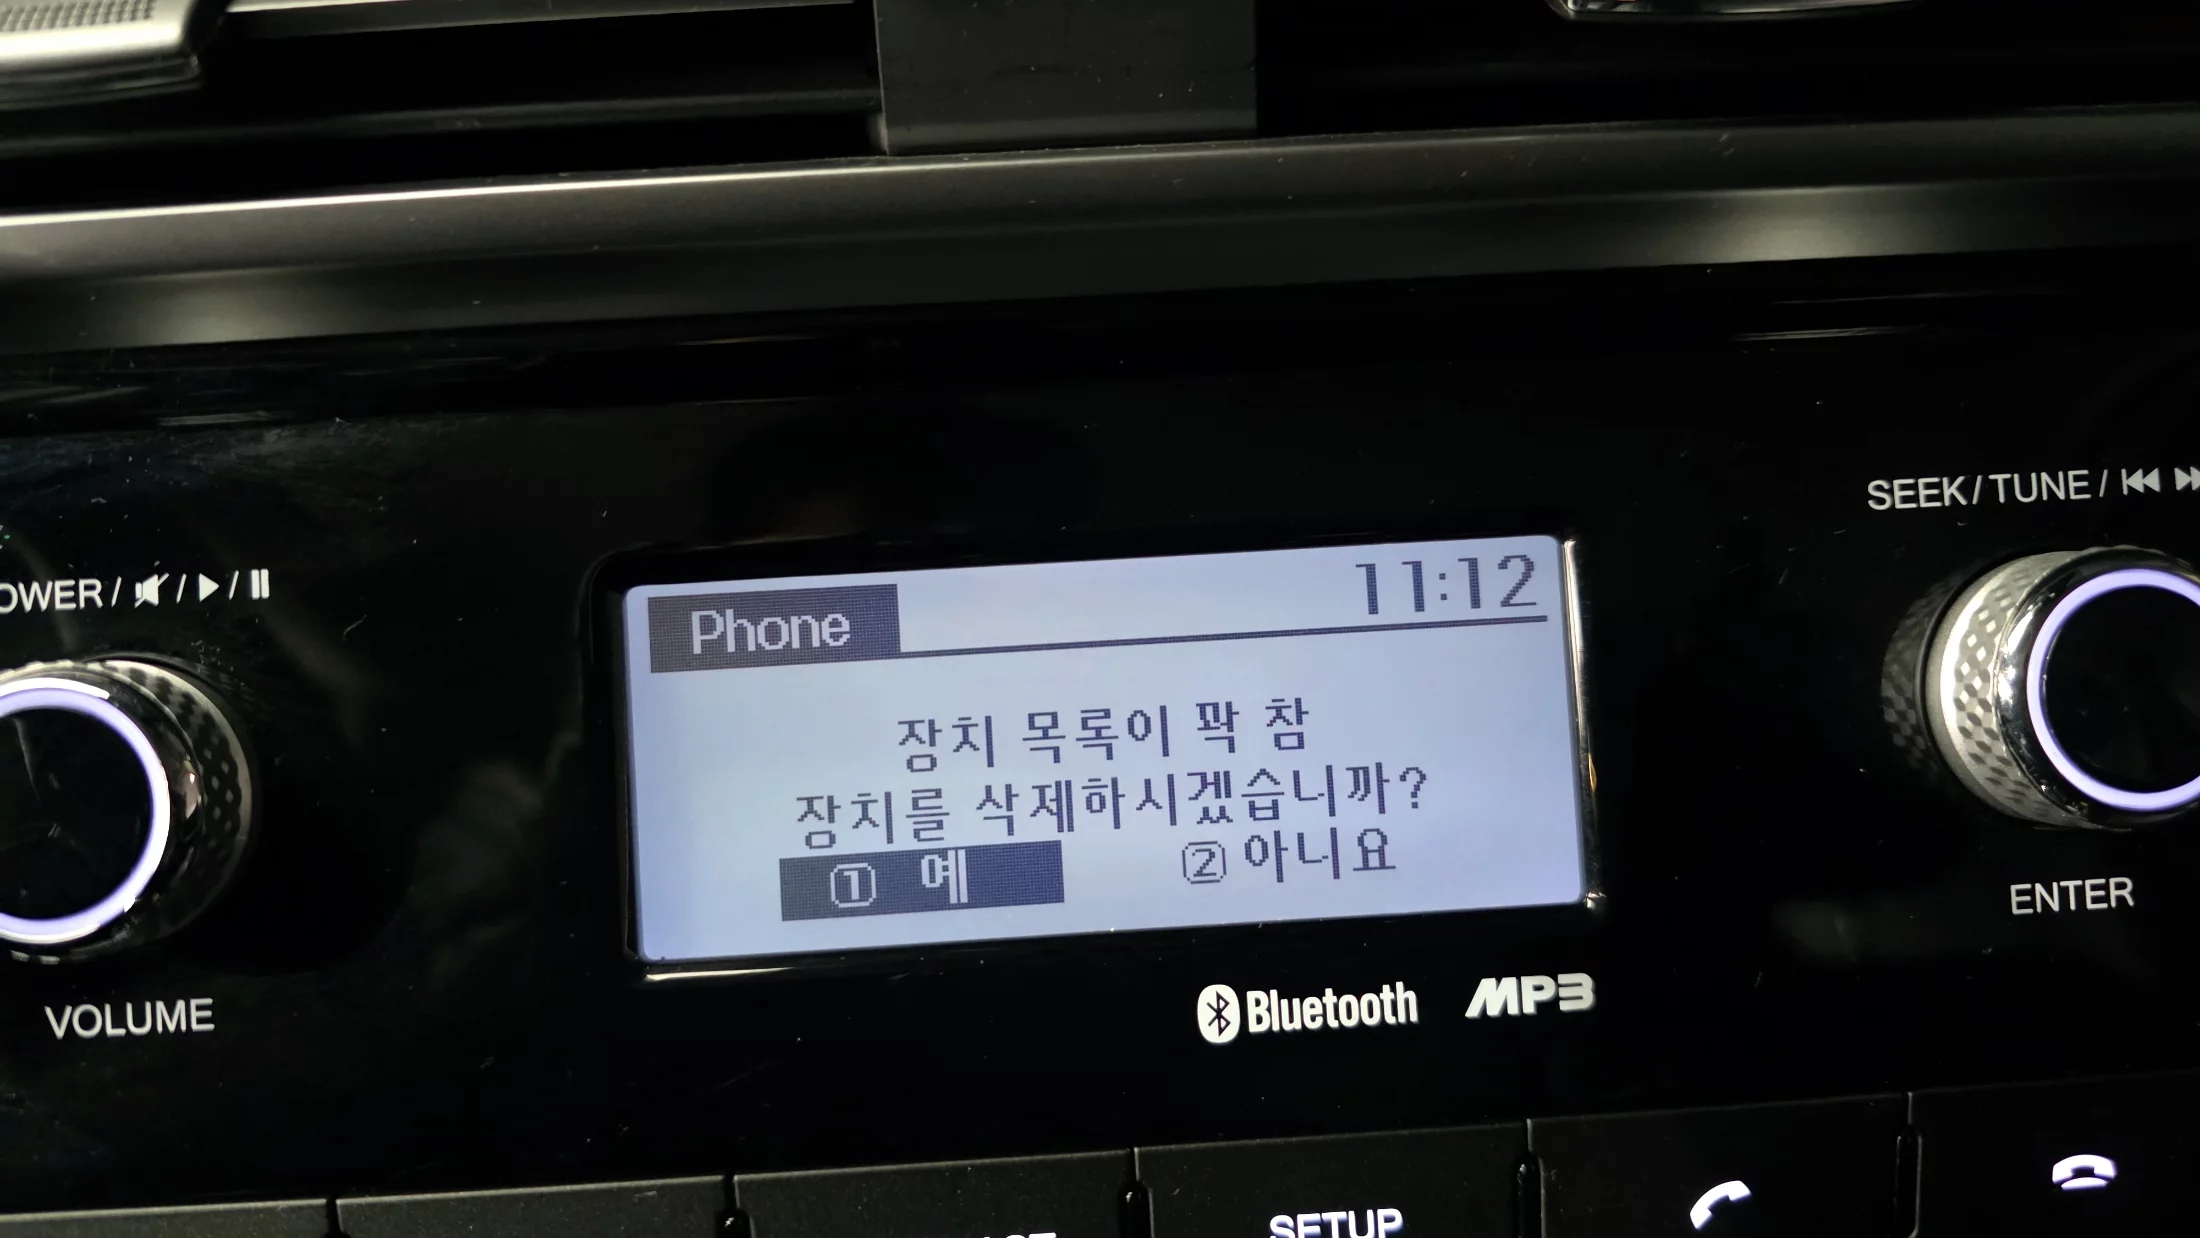 SEEK/TUNE/
OWER/
Phone
11:12
장치 목록이 꽉 참
장치를 삭제하시겠습니까?
① 예
② 아니요
ENTER
VOLUME
Bluetooth
MP3
SETUP